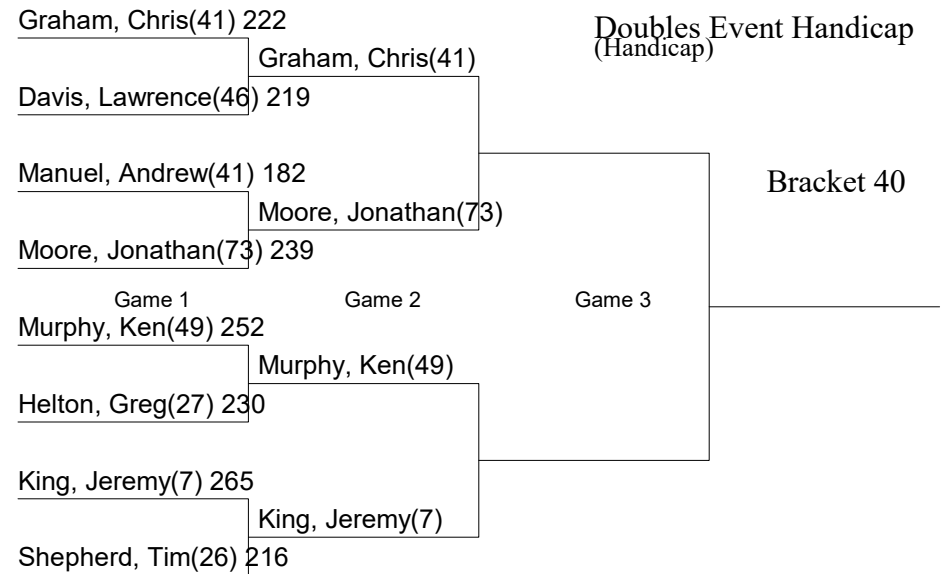 Graham, Chris(41) 222
Doubles Event Handicap
(Handicap)
Graham, Chris(41)
Davis, Lawrence(46) 219
Manuel, Andrew(41) 182
Bracket 40
Moore, Jonathan(73)
Moore, Jonathan(73) 239
Game 1 Game 2 Game 3
Murphy, Ken(49) 252
Murphy, Ken(49)
Helton, Greg(27) 230
King, Jeremy(7) 265
King, Jeremy(7)
Shepherd, Tim(26) 216